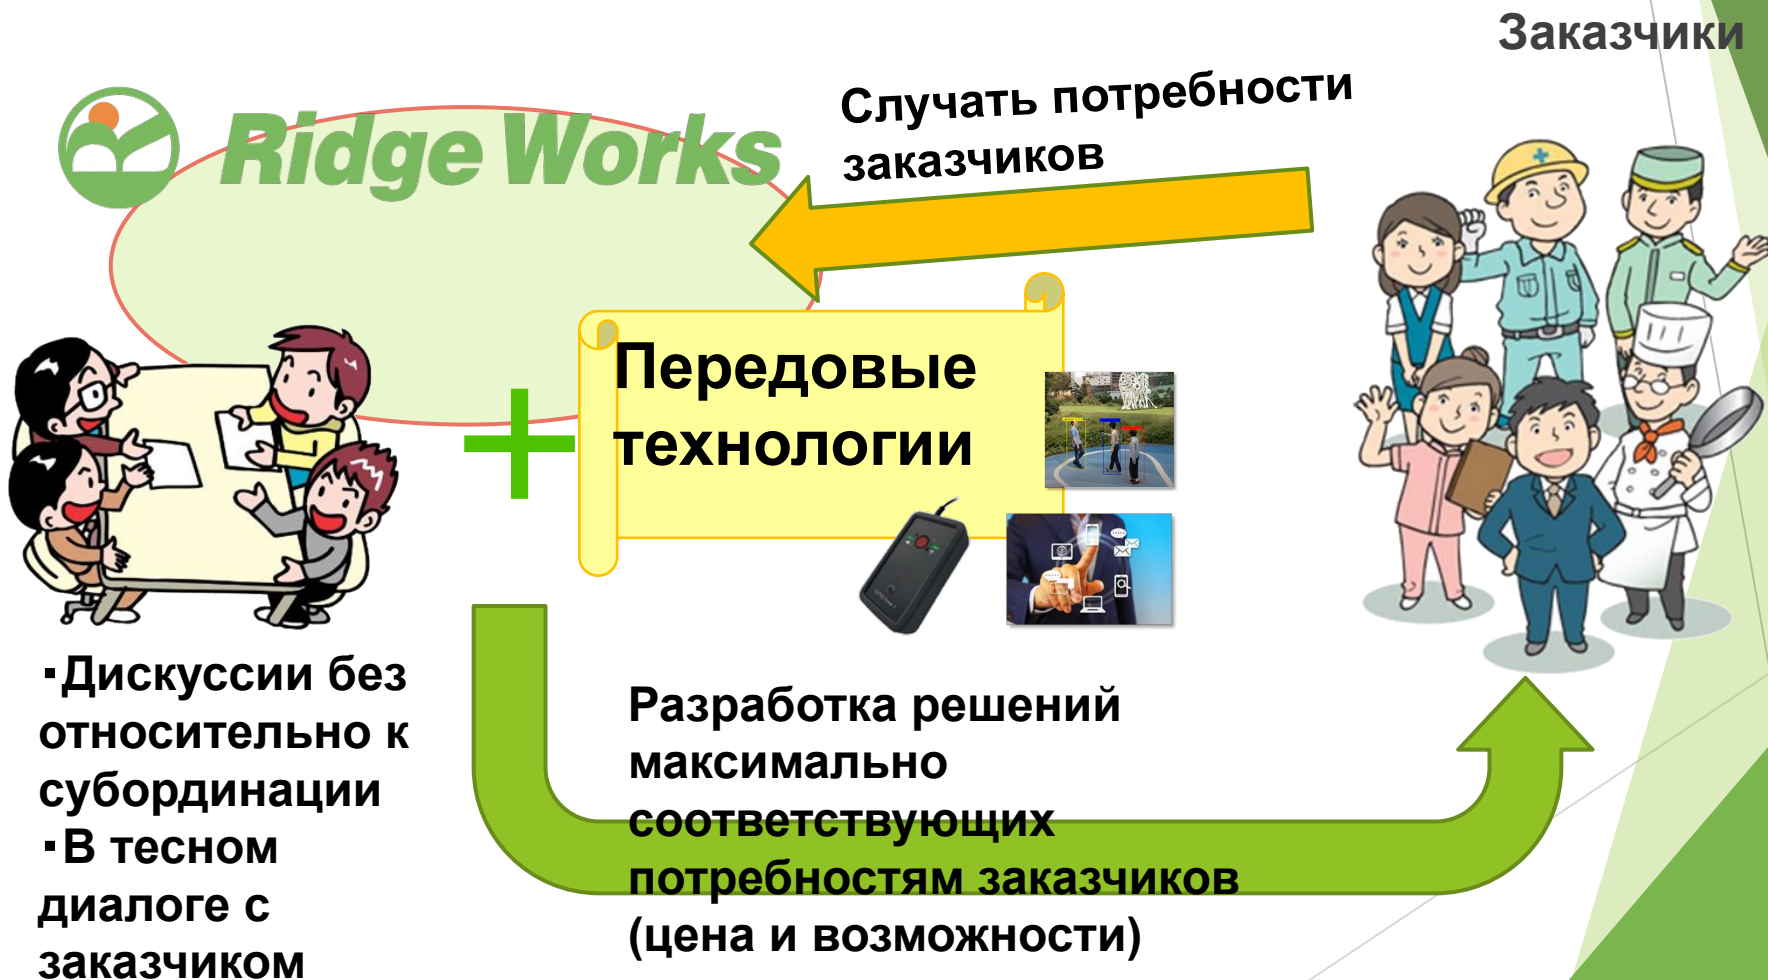 Заказчики
Ridge Works
Случать потребности
заказчиков
Передовые
технологии
▪Дискуссии без
относительно к
субординации
▪В тесном
диалоге с
заказчиком
Разработка решений
максимально
соответствующих
потребностям заказчиков
(цена и возможности)